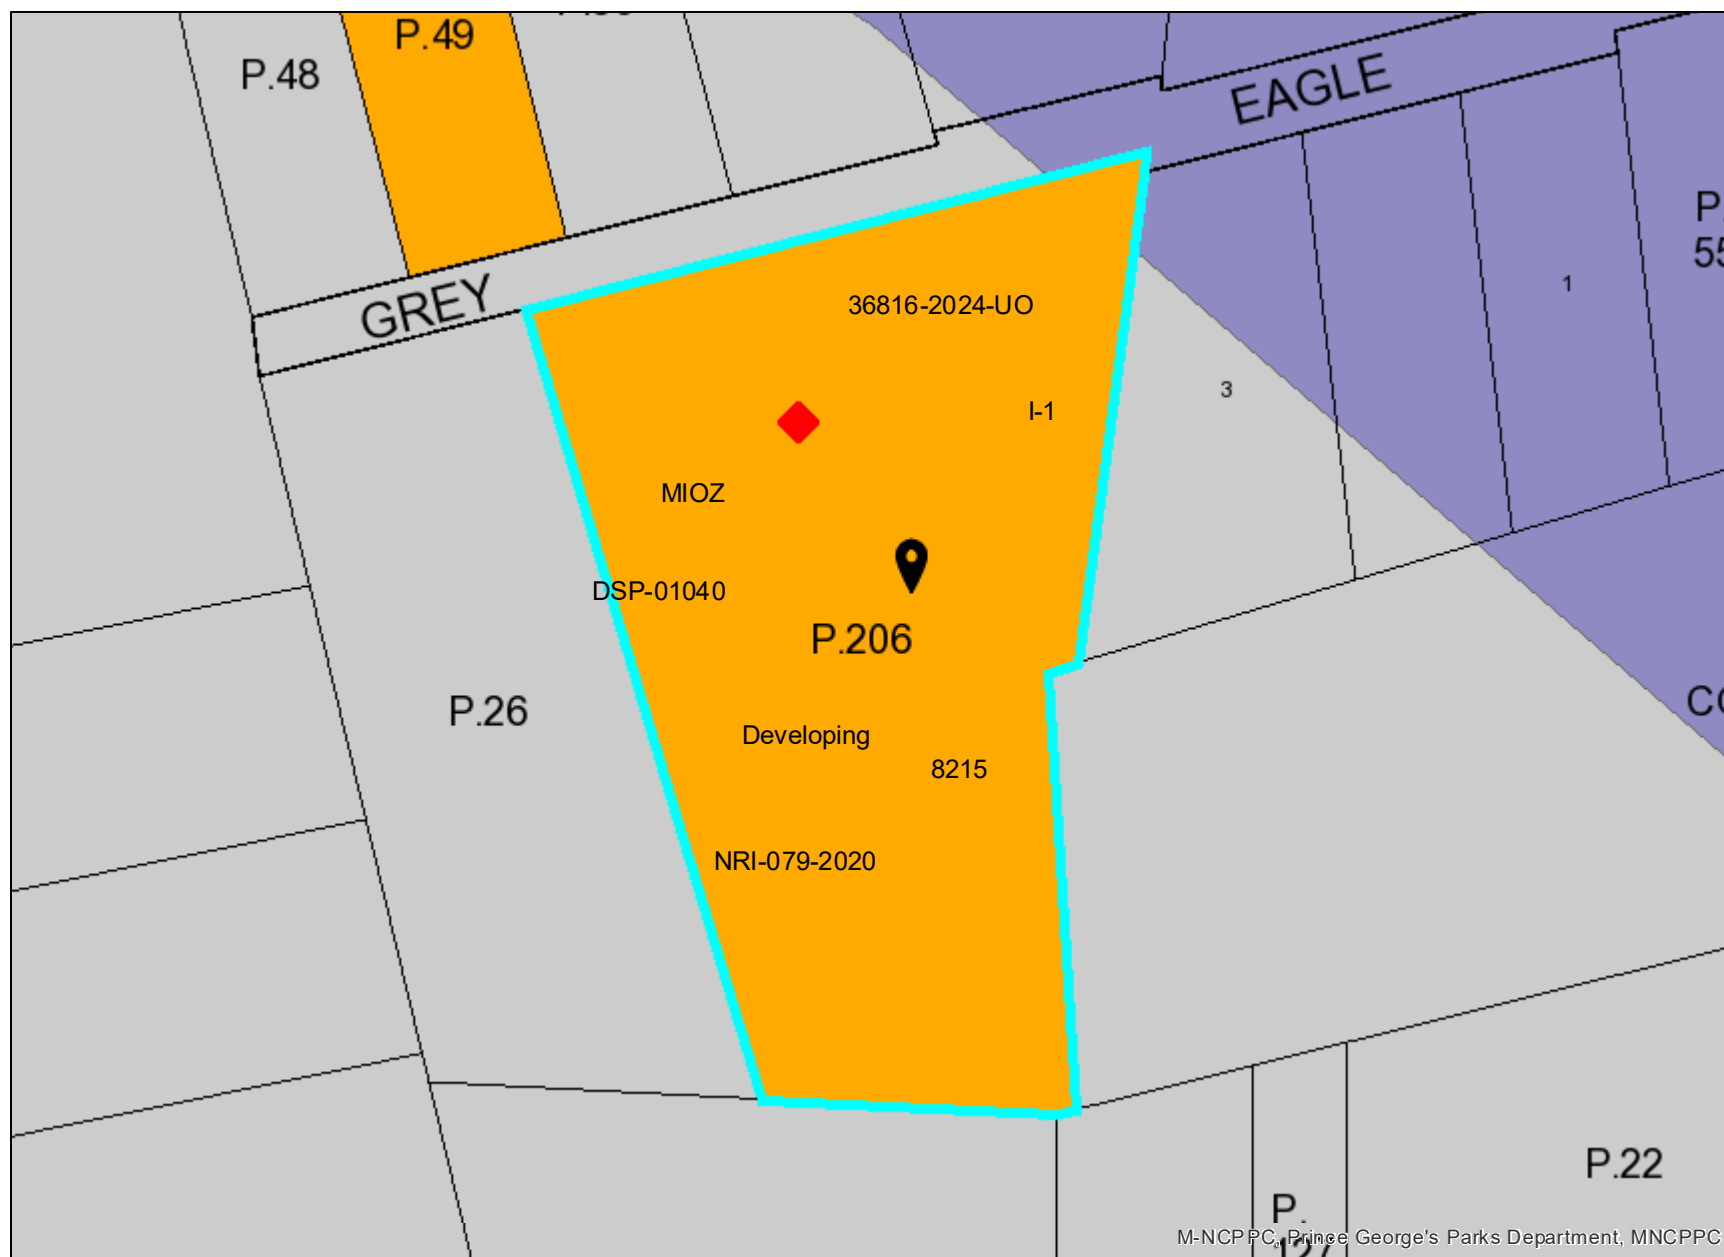 P.49
P.48
EAGLE
P.
55
1
GREY
36816-2024-UO
3
I-1
MIOZ
DSP-01040
P.206
P.26
CO
Developing
8215
NRI-079-2020
P.22
P.
127
M-NCPPC, Prince George's Parks Department, MNCPPC